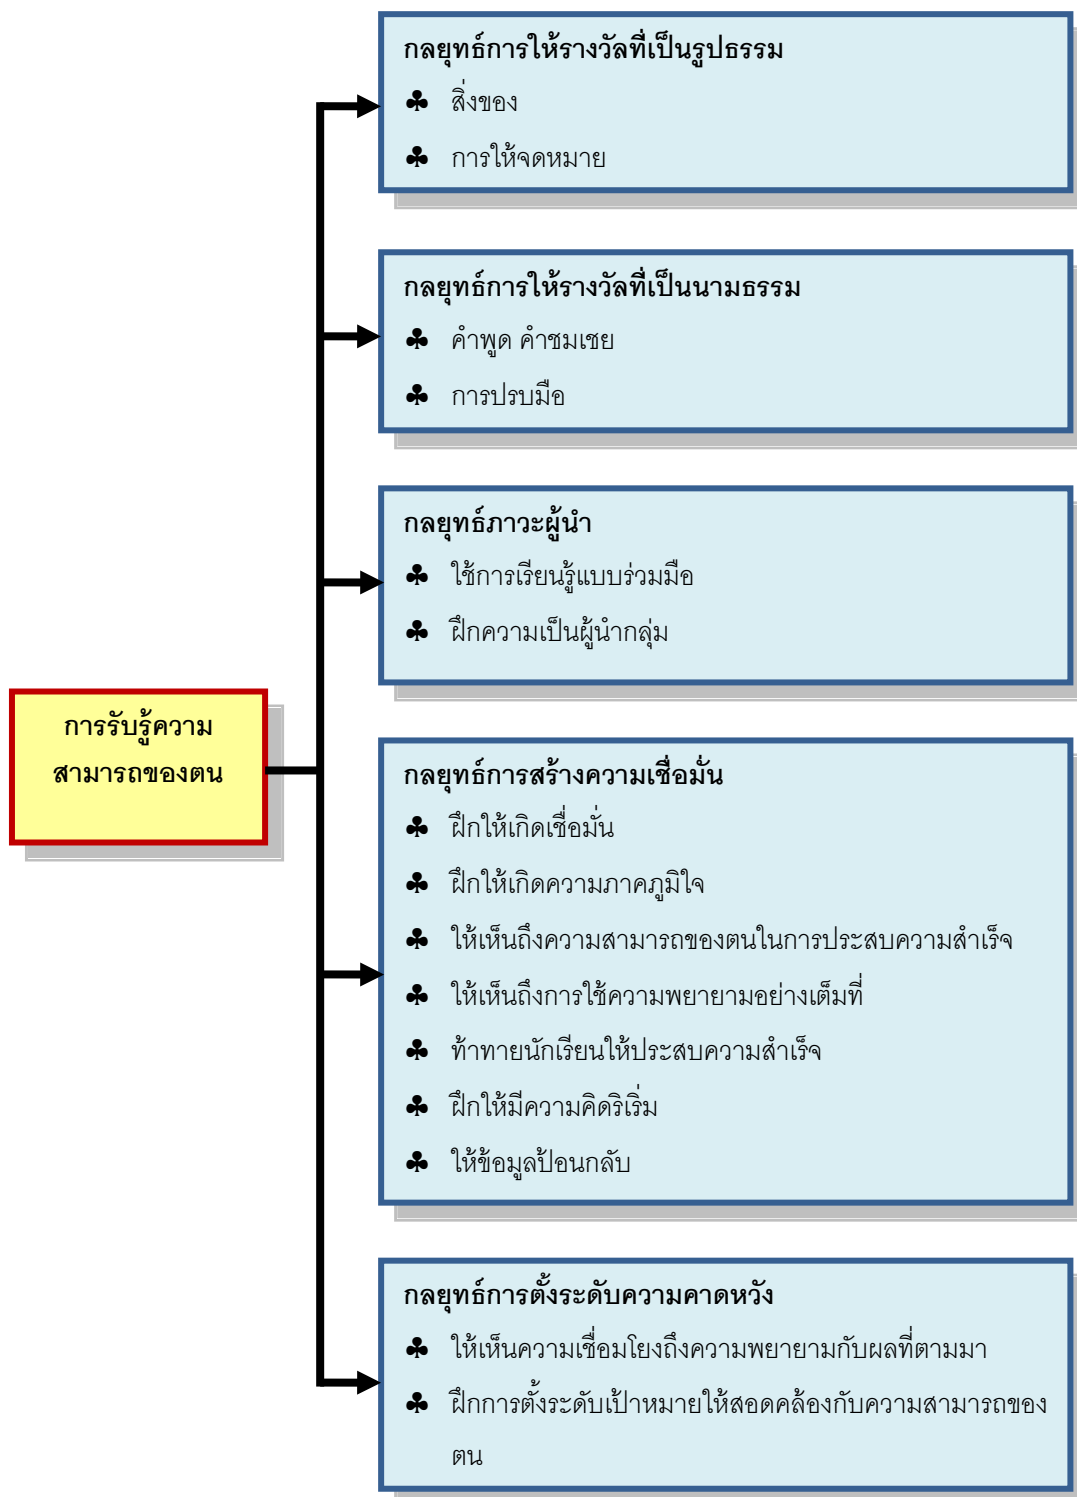 กลยุทธ์การให้รางวัลที่เป็นรูปธรรม
♣ สิ่งของ
♣ การให้จดหมาย
กลยุทธ์การให้รางวัลที่เป็นนามธรรม
♣ คำพูด คำชมเชย
♣ การปรบมือ
กลยุทธ์ภาวะผู้นำ
♣ ใช้การเรียนรู้แบบร่วมมือ
♣ ฝึกความเป็นผู้นำกลุ่ม
การรับรู้ความ
สามารถของตน
กลยุทธ์การสร้างความเชื่อมั่น
♣ ฝึกให้เกิดเชื่อมั่น
♣ ฝึกให้เกิดความภาคภูมิใจ
♣ ให้เห็นถึงความสามารถของตนในการประสบความสำเร็จ
♣ ให้เห็นถึงการใช้ความพยายามอย่างเต็มที่
♣ ท้าทายนักเรียนให้ประสบความสำเร็จ
♣ ฝึกให้มีความคิดริเริ่ม
♣ ให้ข้อมูลป้อนกลับ
กลยุทธ์การตั้งระดับความคาดหวัง
♣ ให้เห็นความเชื่อมโยงถึงความพยายามกับผลที่ตามมา
♣ ฝึกการตั้งระดับเป้าหมายให้สอดคล้องกับความสามารถของ
ตน